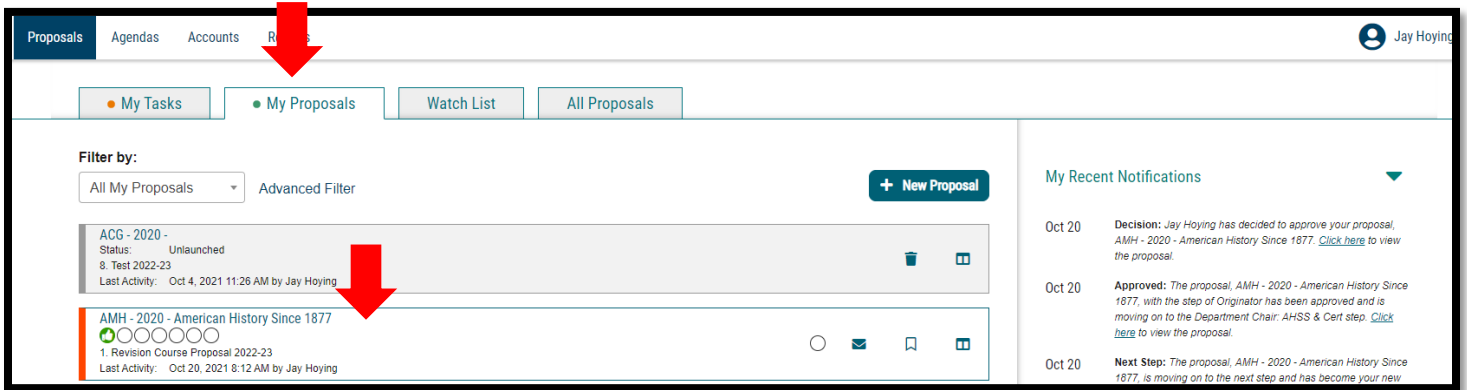 Proposals Agendas Accounts
Jay Hoying
My Tasks
My Proposals
Watch List
All Proposals
Filter by:
All My Proposals
Advanced Filter
+ New Proposal
ACG - 2020 -
Status: Unlaunched
8. Test 2022-23
Last Activity: Oct 4, 2021 11:26 AM by Jay Hoying
AMH - 2020 - American History Since 1877
1. Revision Course Proposal 2022-23
Last Activity: Oct 20, 2021 8:12 AM by Jay Hoying
My Recent Notifications
Oct 20
Decision: Jay Hoying has decided to approve your proposal,
AMH - 2020 - American History Since 1877. Click here to view
the proposal.
Oct 20
Approved: The proposal, AMH - 2020 - American History Since
1877, with the step of Originator has been approved and is
moving on to the Department Chair: AHSS & Cert step. Click
here to view the proposal.
Oct 20
Next Step: The proposal, AMH - 2020 - American History Since
1877, is moving on to the next step and has become your new